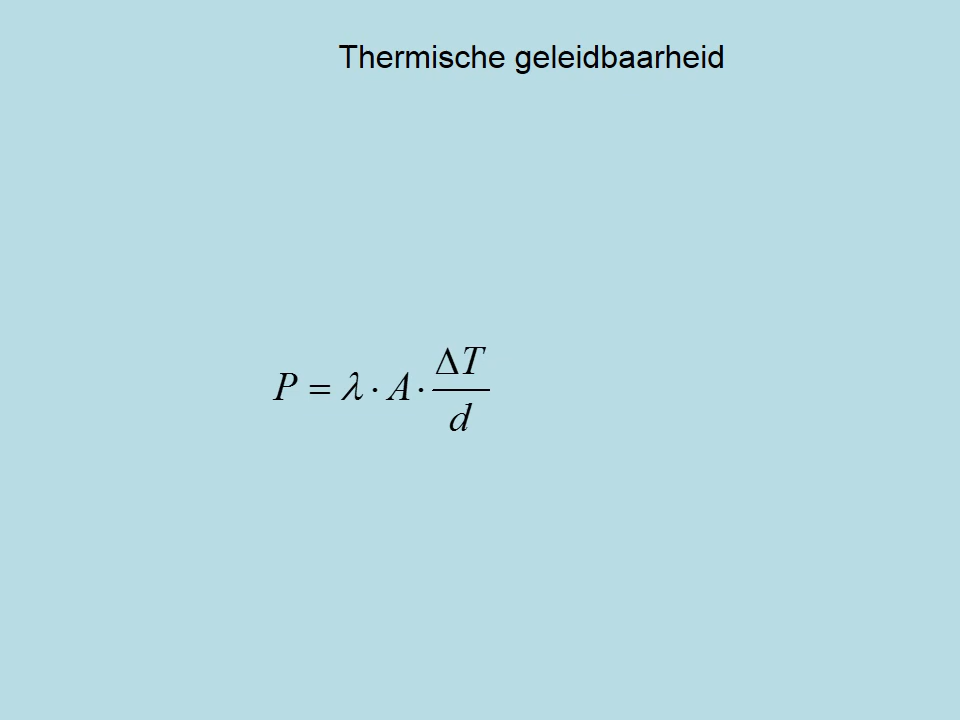 Thermische geleidbaarheid
P = λ · A · ΔT / d